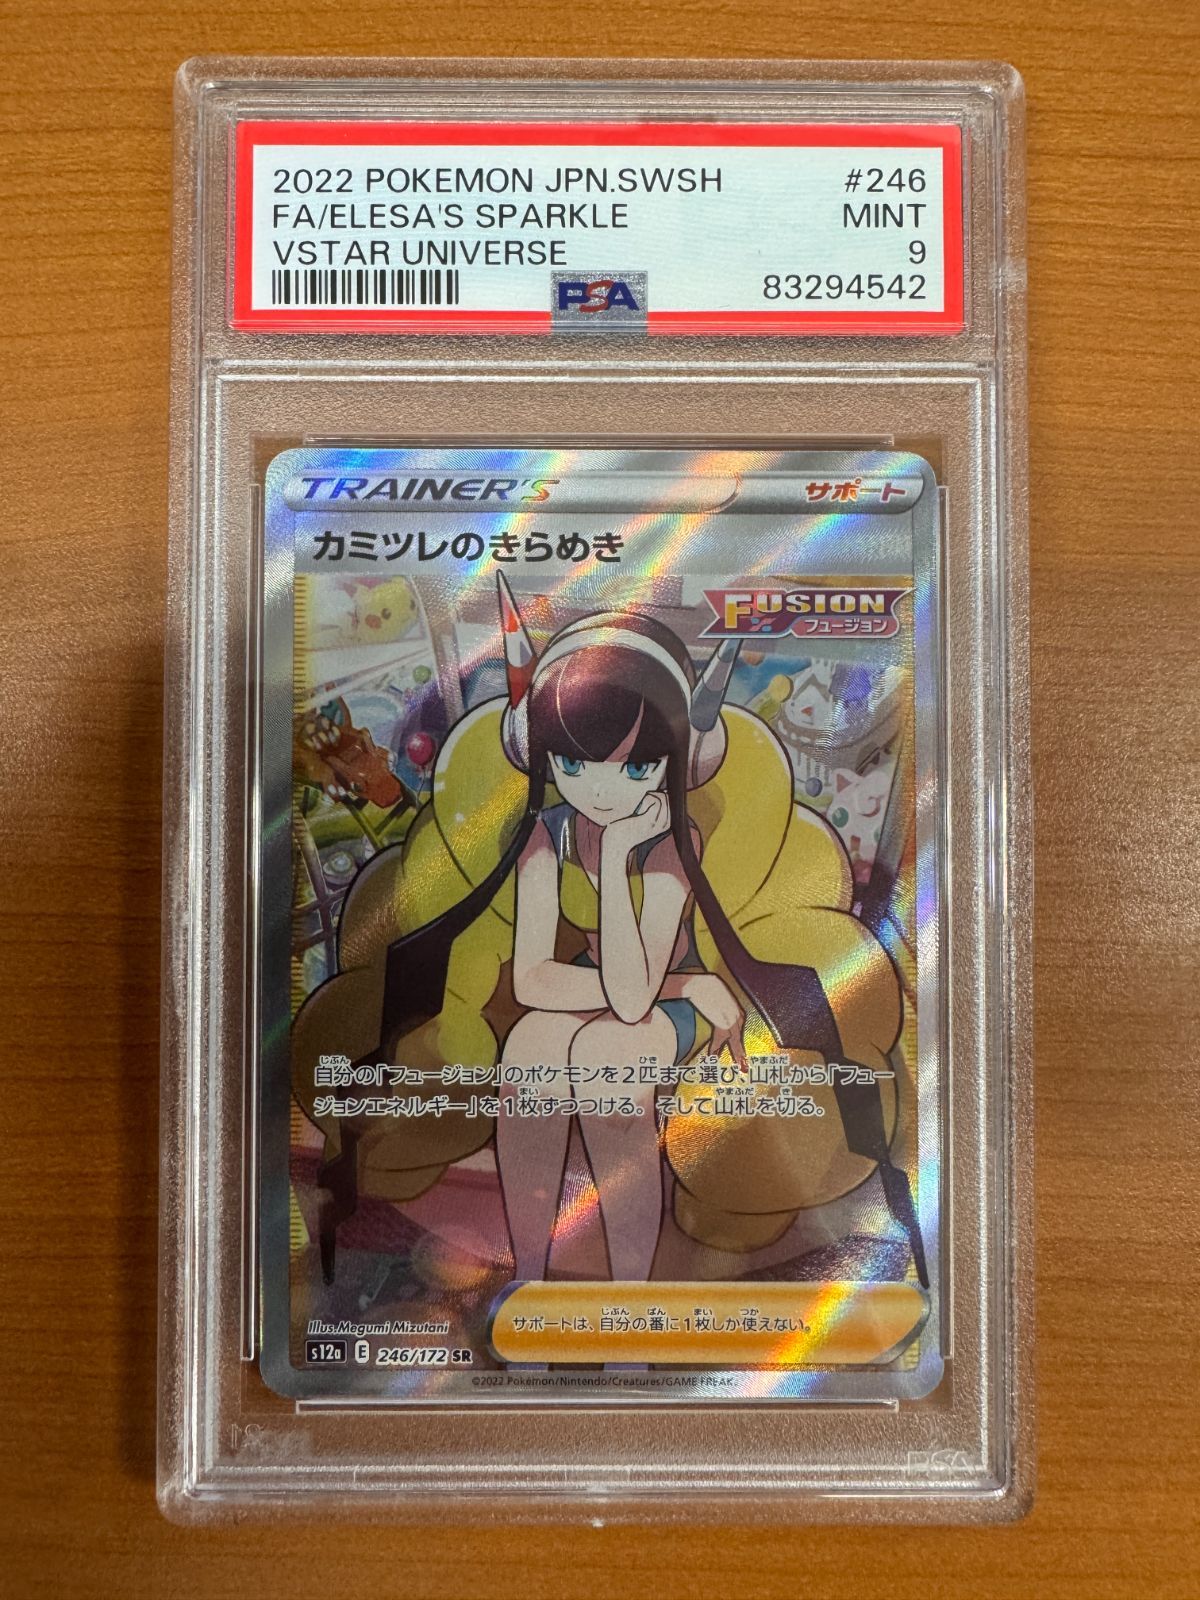 2022 POKEMON JPN.SWSH #246
FA/ELESA'S SPARKLE MINT
VSTAR UNIVERSE 9
PSA 83294542
TRAINER'S サポート
カミツレのきらめき
FUSION
フュージョン
自分の「フュージョン」のポケモンを2匹まで選び、山札から「フュー
ジョンエネルギー」を1枚ずつつける。そして山札を切る。
サポートは、自分の番に1枚しか使えない。
Illus.Megumi Mizutani
s12a E 246/172 SR
©2022 Pokémon/Nintendo/Creatures/GAME FREAK.
PSA